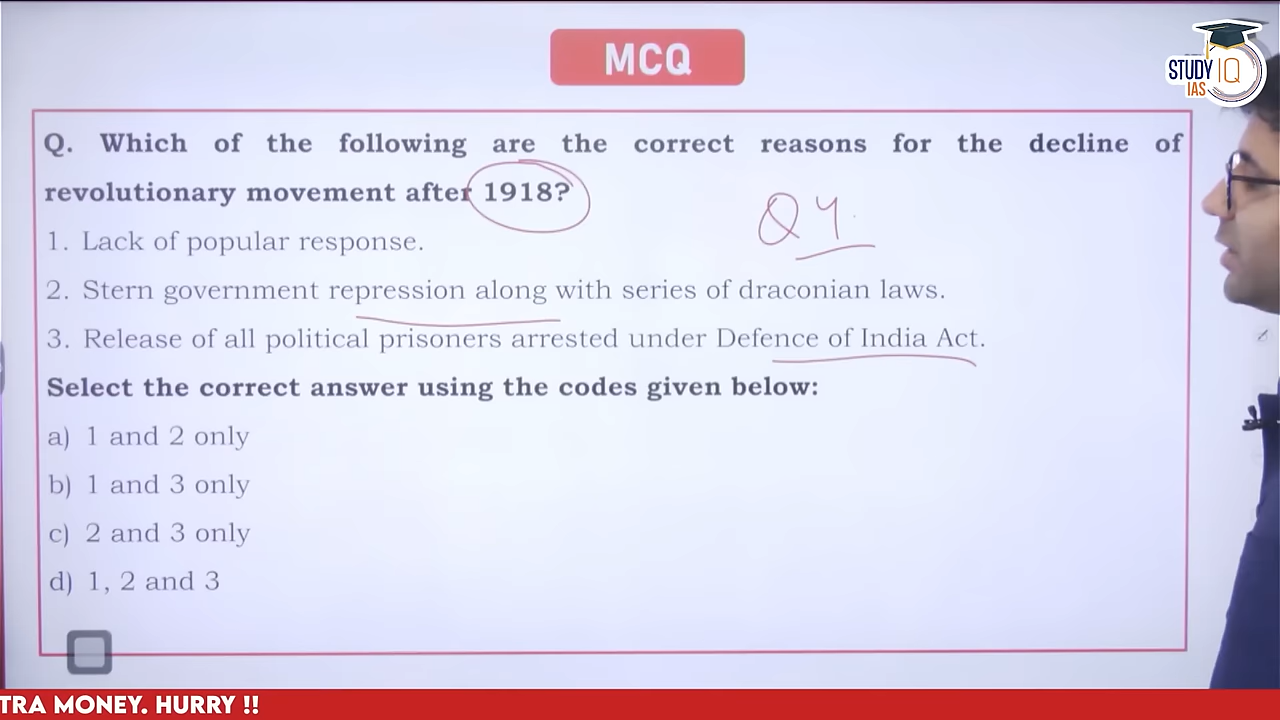 MCQ
STUDY IQ
IAS
Q. Which of the following are the correct reasons for the decline of
revolutionary movement after 1918?
Q4
1. Lack of popular response.
2. Stern government repression along with series of draconian laws.
3. Release of all political prisoners arrested under Defence of India Act.
Select the correct answer using the codes given below:
a) 1 and 2 only
b) 1 and 3 only
c) 2 and 3 only
d) 1, 2 and 3
TRA MONEY. HURRY !!